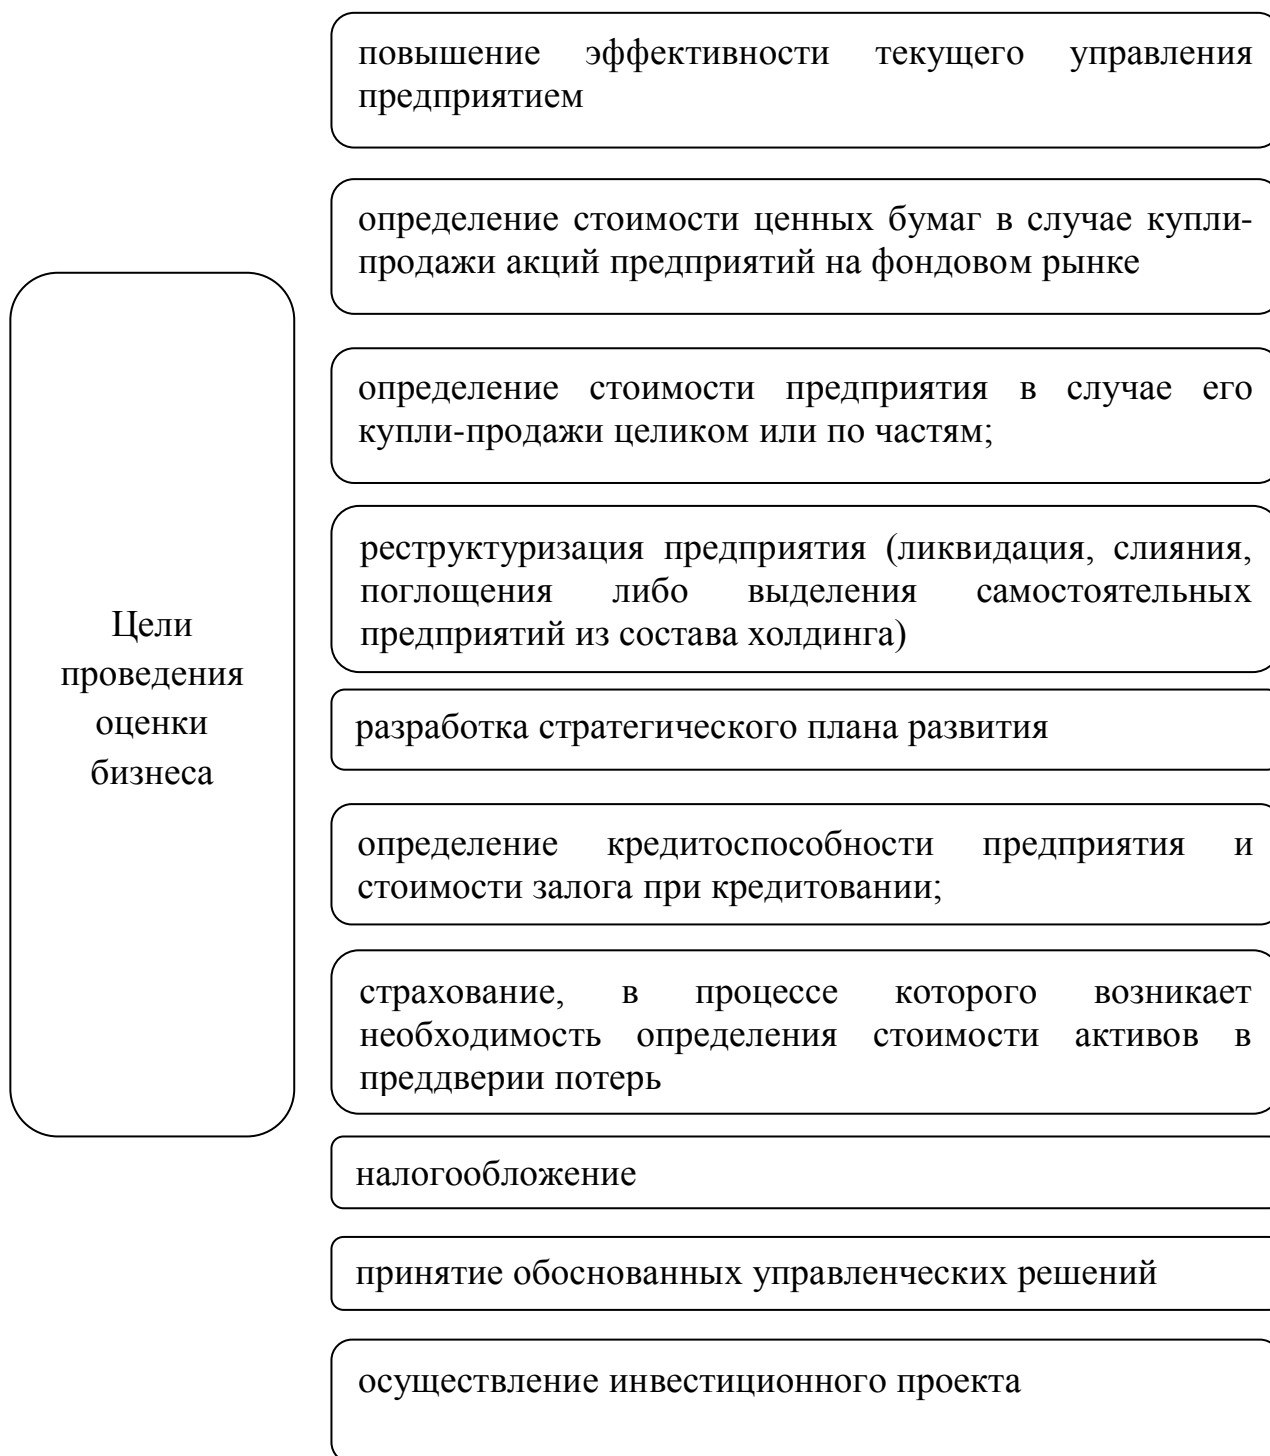 повышение эффективности текущего управления
предприятием
определение стоимости ценных бумаг в случае купли-
продажи акций предприятий на фондовом рынке
определение стоимости предприятия в случае его
купли-продажи целиком или по частям;
реструктуризация предприятия (ликвидация, слияния,
поглощения либо выделения самостоятельных
предприятий из состава холдинга)
Цели
проведения
оценки
бизнеса
разработка стратегического плана развития
определение кредитоспособности предприятия и
стоимости залога при кредитовании;
страхование, в процессе которого возникает
необходимость определения стоимости активов в
преддверии потерь
налогообложение
принятие обоснованных управленческих решений
осуществление инвестиционного проекта